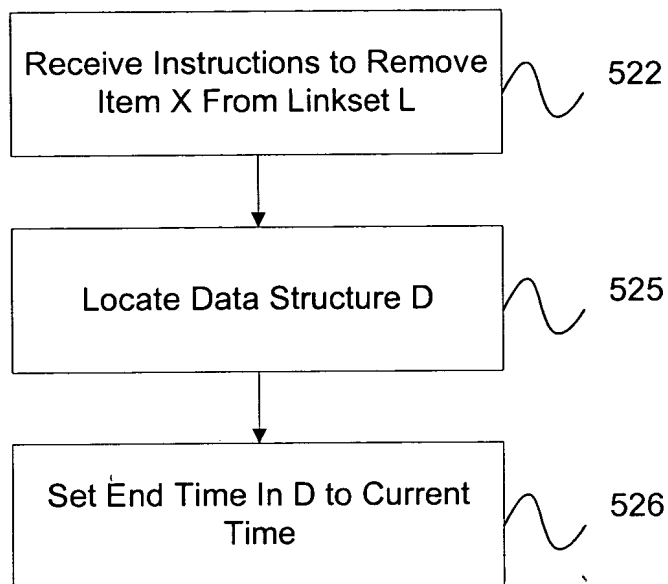 Receive Instructions to Remove
Item X From Linkset L
522
Locate Data Structure D
525
Set End Time In D to Current
Time
526